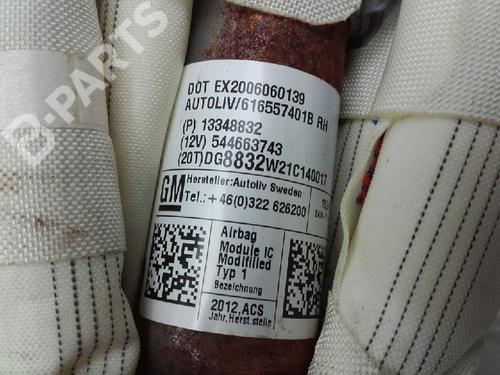 B-PARTS
DOT EX2006060139
AUTOLIV/616557401B RH
(P) 13348832
(12V) 544663743
(20T)DG8832W21C140017
GM
Hersteller:Autoliv Sweden
Tel.:+46(0)322 626200
Airbag
Module IC
Modifilled
Typ 1
Bezeichnung
2012,ACS
Jahr,Herst.stelle